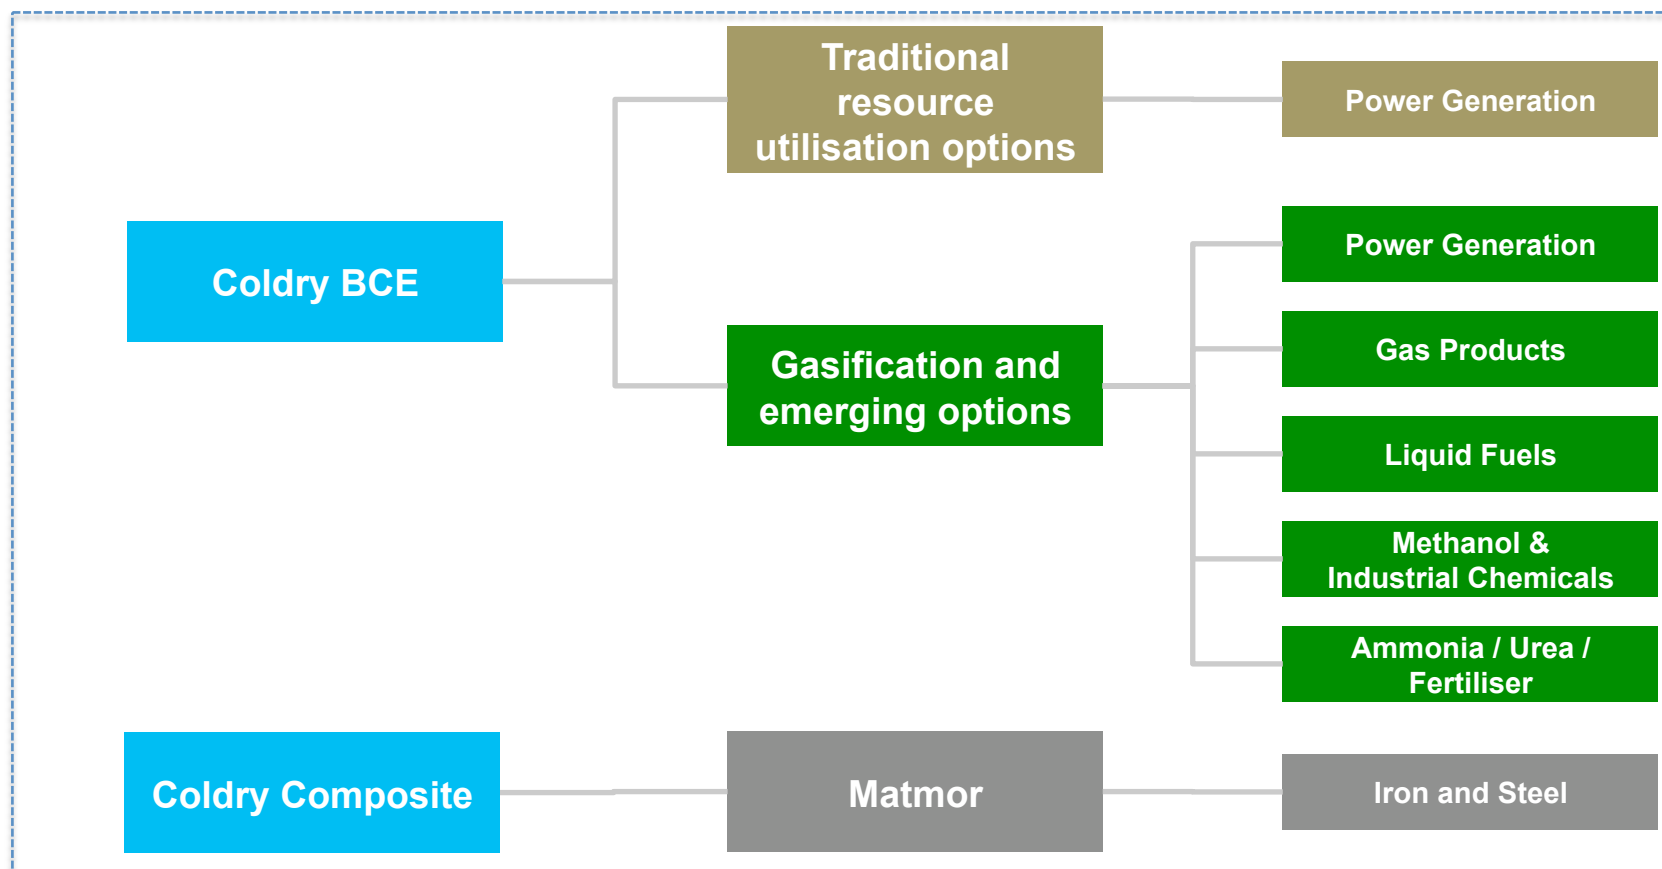 Traditional
resource
utilisation options
Power Generation
Coldry BCE
Gasification and
emerging options
Power Generation
Gas Products
Liquid Fuels
Methanol &
Industrial Chemicals
Ammonia / Urea /
Fertiliser
Coldry Composite
Matmor
Iron and Steel